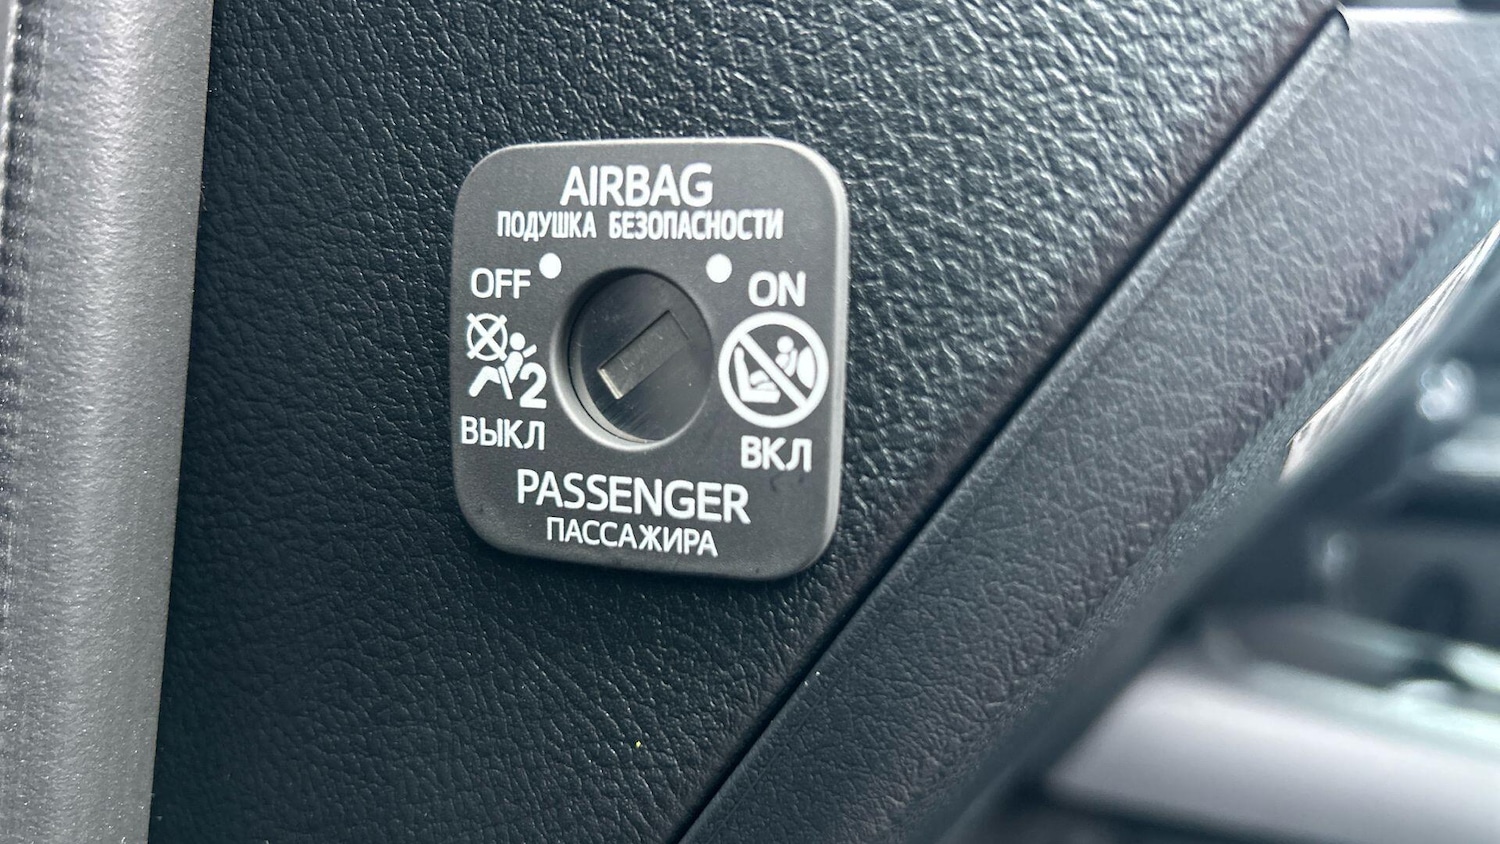 AIRBAG
ПОДУШКА БЕЗОПАСНОСТИ
OFF
ON
2
ВЫКЛ
ВКЛ
PASSENGER
ПАССАЖИРА